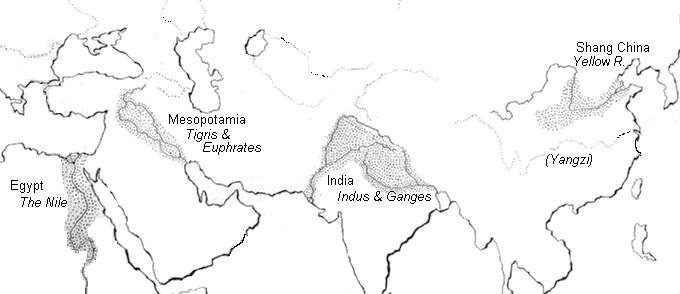 Shang China
Yellow R.
Mesopotamia
Tigris &
Euphrates
(Yangzi)
Egypt
The Nile
India
Indus & Ganges